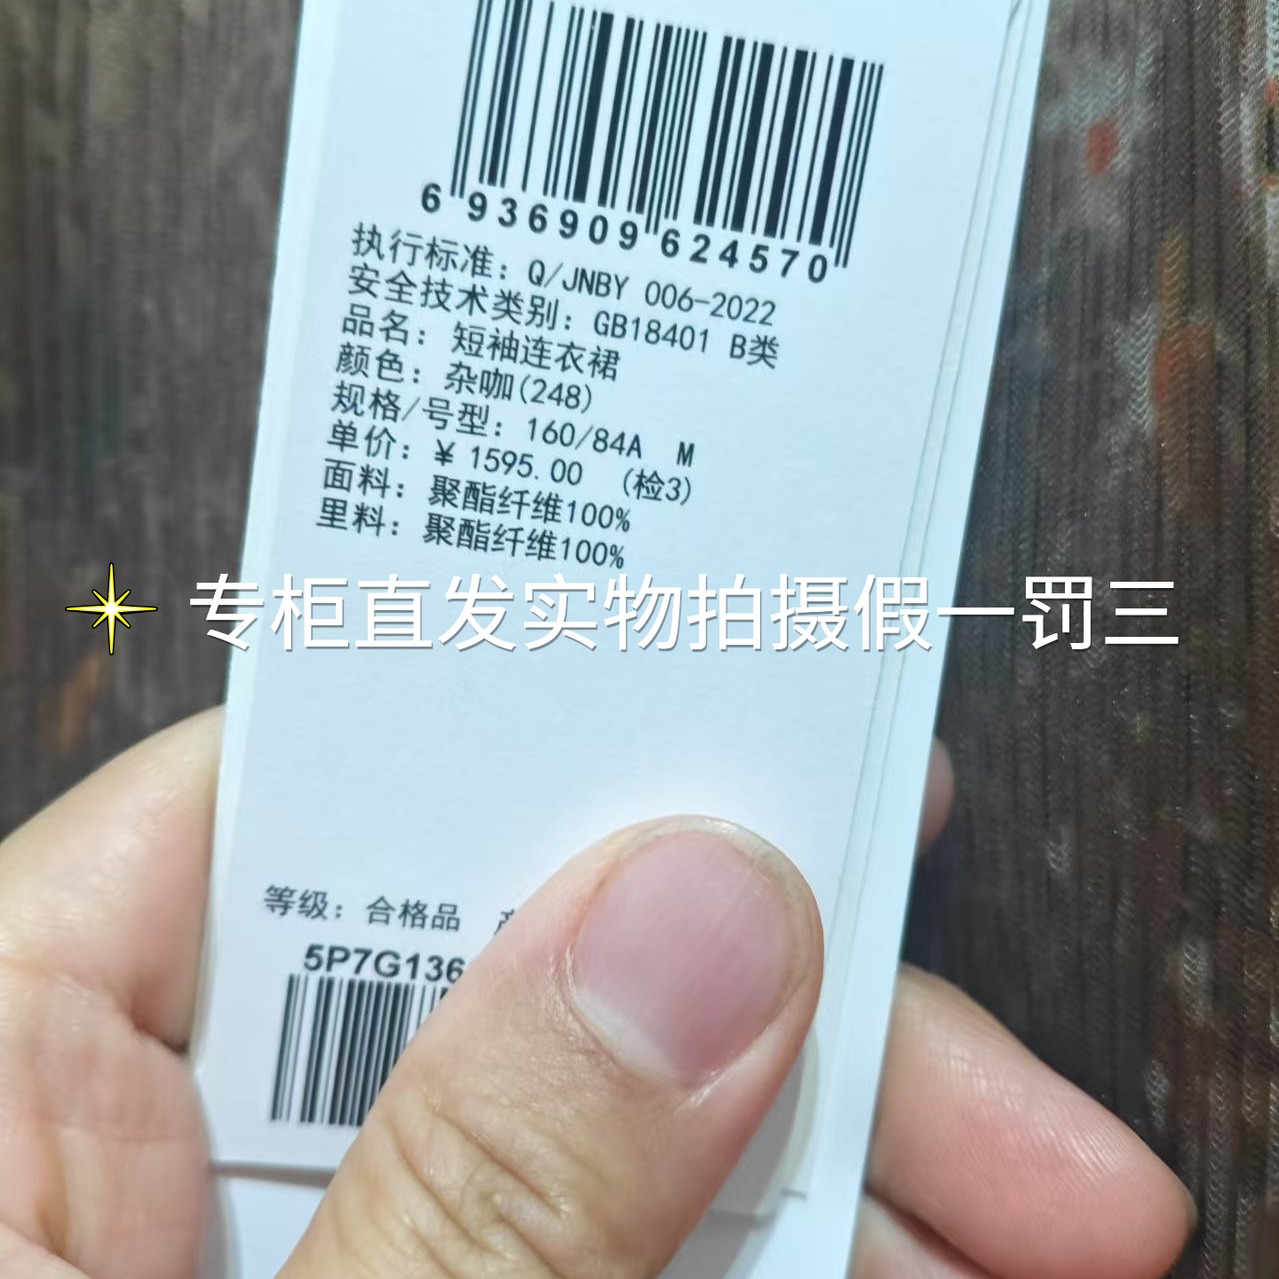 6 936909 624570
执行标准：Q/JNBY 006-2022
安全技术类别：GB18401 B类
品名：短袖连衣裙
颜色：杂咖(248)
规格/号型：160/84A M
单价：¥ 1595.00 (检3)
面料：聚酯纤维100%
里料：聚酯纤维100%
专柜直发实物拍摄假一罚三
等级：合格品
5P7G136